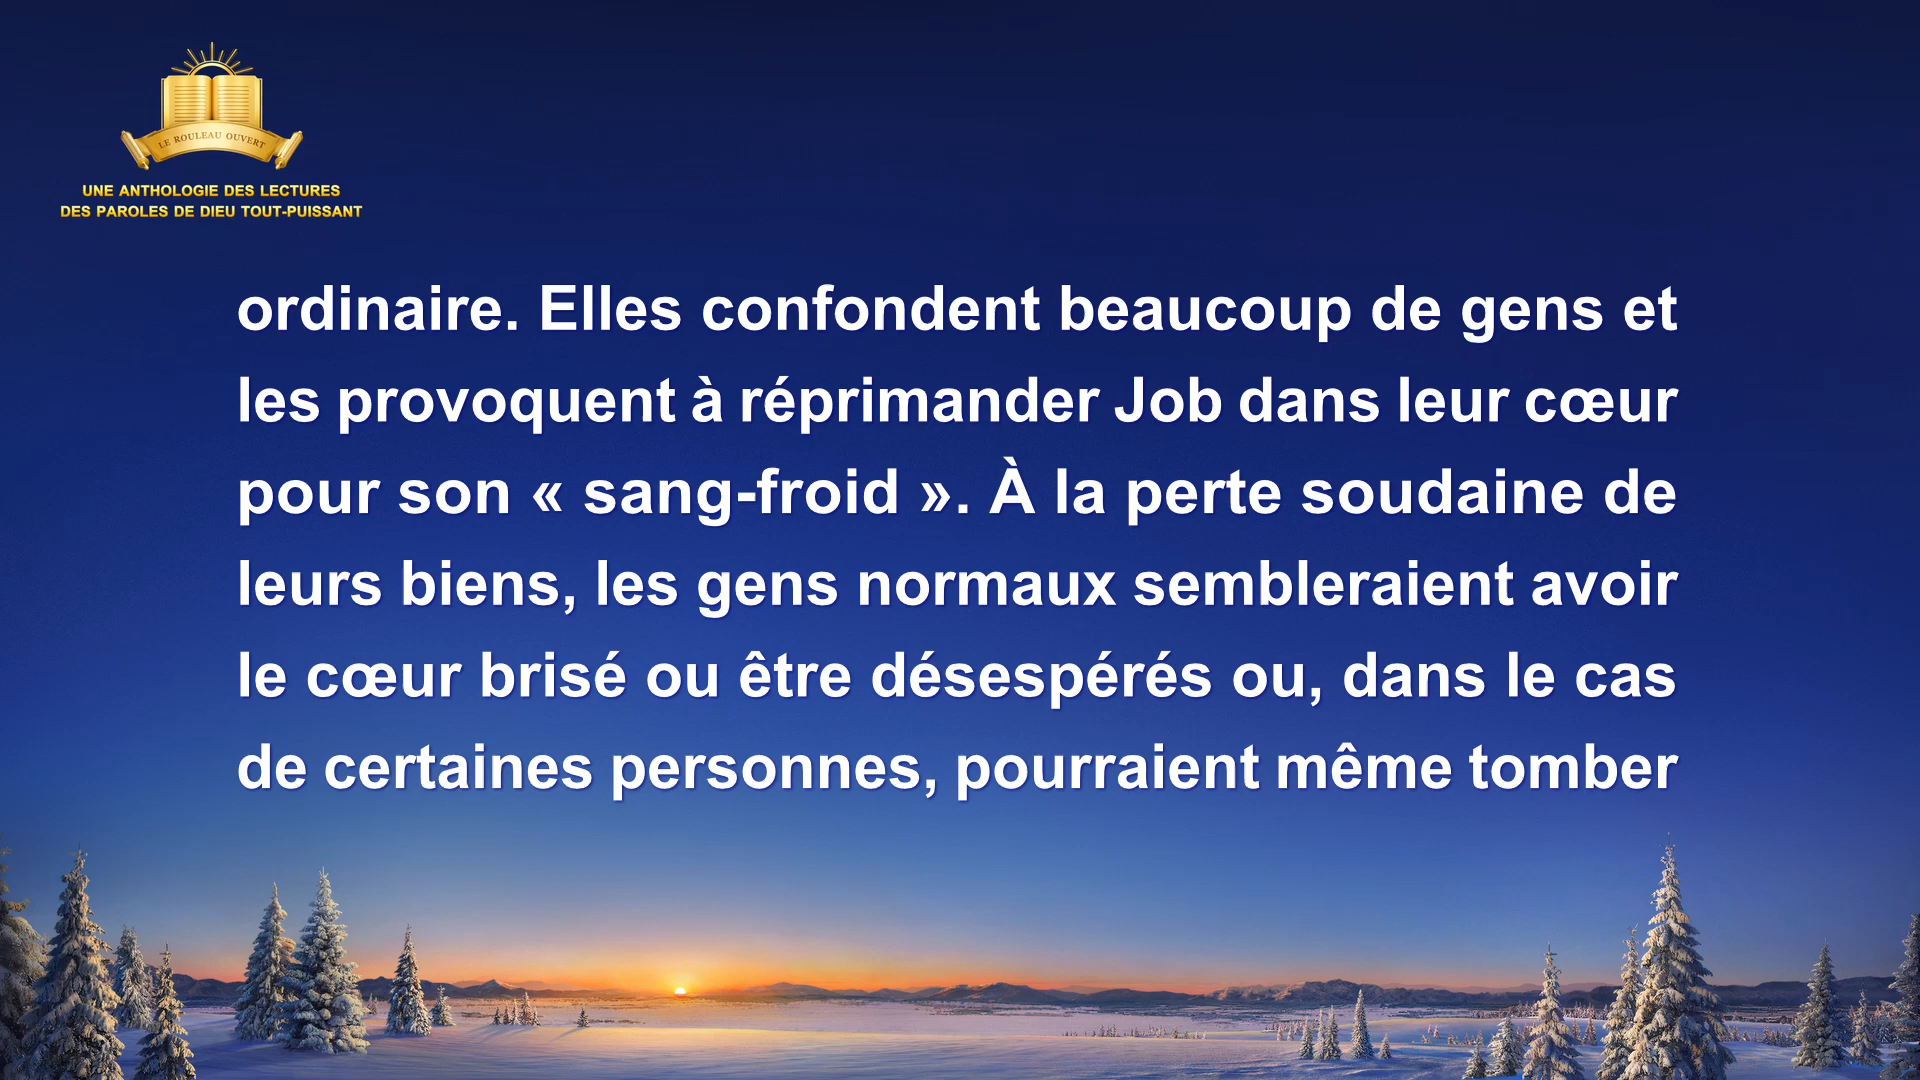 LE ROULEAU OUVERT
UNE ANTHOLOGIE DES LECTURES
DES PAROLES DE DIEU TOUT-PUISSANT
ordinaire. Elles confondent beaucoup de gens et
les provoquent à réprimander Job dans leur cœur
pour son « sang-froid ». À la perte soudaine de
leurs biens, les gens normaux sembleraient avoir
le cœur brisé ou être désespérés ou, dans le cas
de certaines personnes, pourraient même tomber